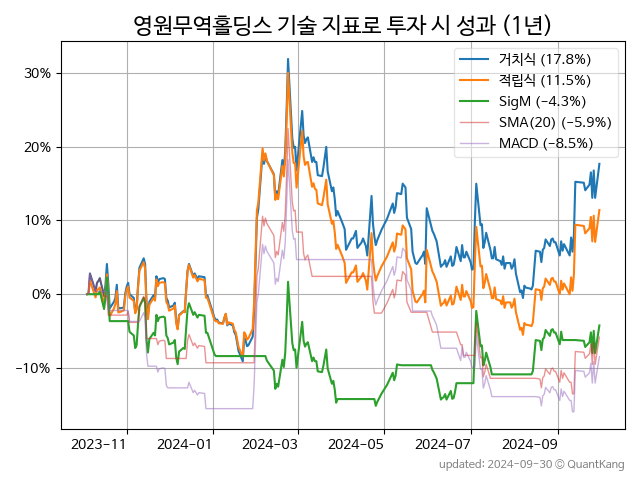 영원무역홀딩스 기술 지표로 투자 시 성과 (1년)
거치식 (17.8%)
적립식 (11.5%)
SigM (−4.3%)
SMA(20) (−5.9%)
MACD (−8.5%)
30%
20%
10%
0%
−10%
2023-11 2024-01 2024-03 2024-05 2024-07 2024-09
updated: 2024-09-30 © QuantKang